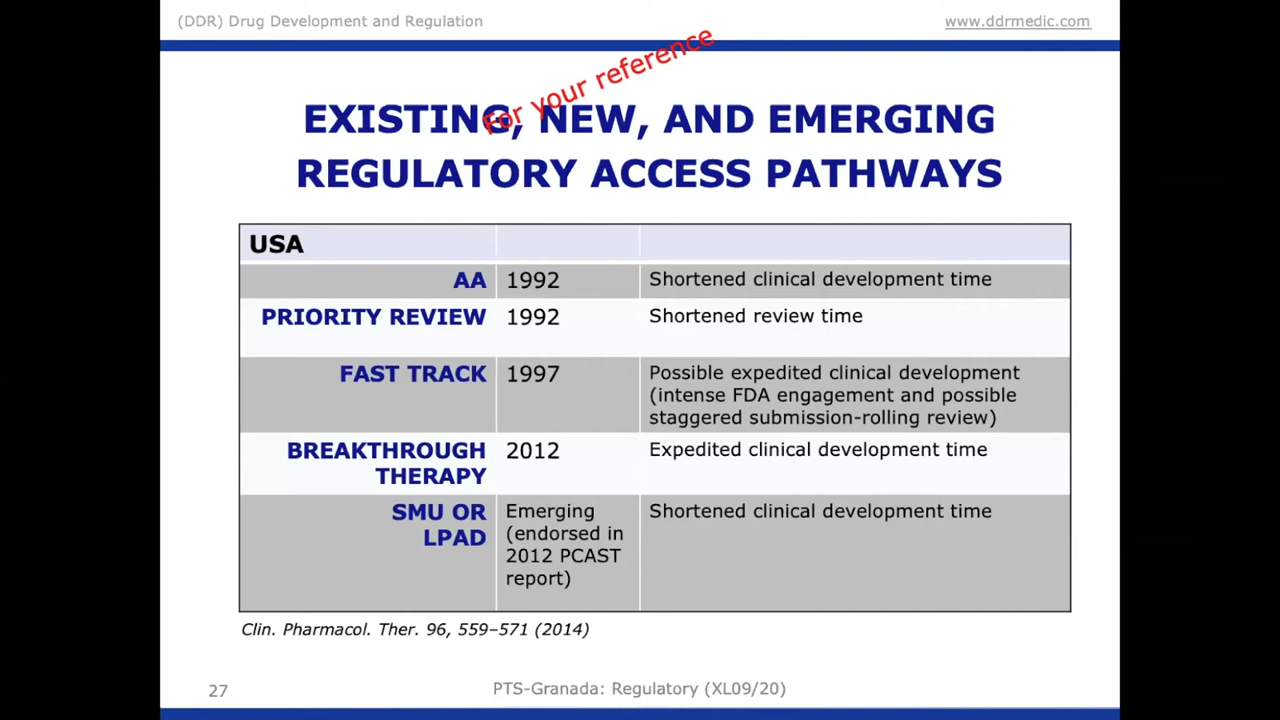 (DDR) Drug Development and Regulation
www.ddrmedic.com
For your reference
EXISTING, NEW, AND EMERGING
REGULATORY ACCESS PATHWAYS
USA
AA 1992 Shortened clinical development time
PRIORITY REVIEW 1992 Shortened review time
FAST TRACK 1997 Possible expedited clinical development
(intense FDA engagement and possible
staggered submission-rolling review)
BREAKTHROUGH 2012 Expedited clinical development time
THERAPY
SMU OR Emerging Shortened clinical development time
LPAD (endorsed in
2012 PCAST
report)
Clin. Pharmacol. Ther. 96, 559–571 (2014)
27
PTS-Granada: Regulatory (XL09/20)